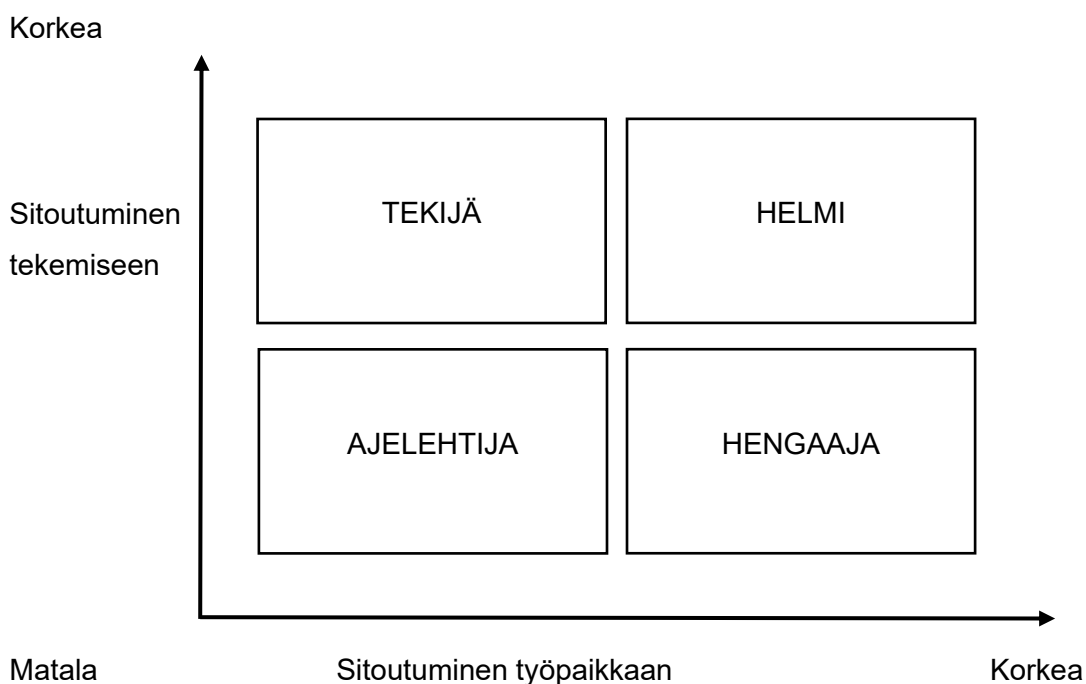 Korkea
TEKIJÄ
HELMI
Sitoutuminen
tekemiseen
AJELEHTIJA
HENGAAJA
Matala
Sitoutuminen työpaikkaan
Korkea